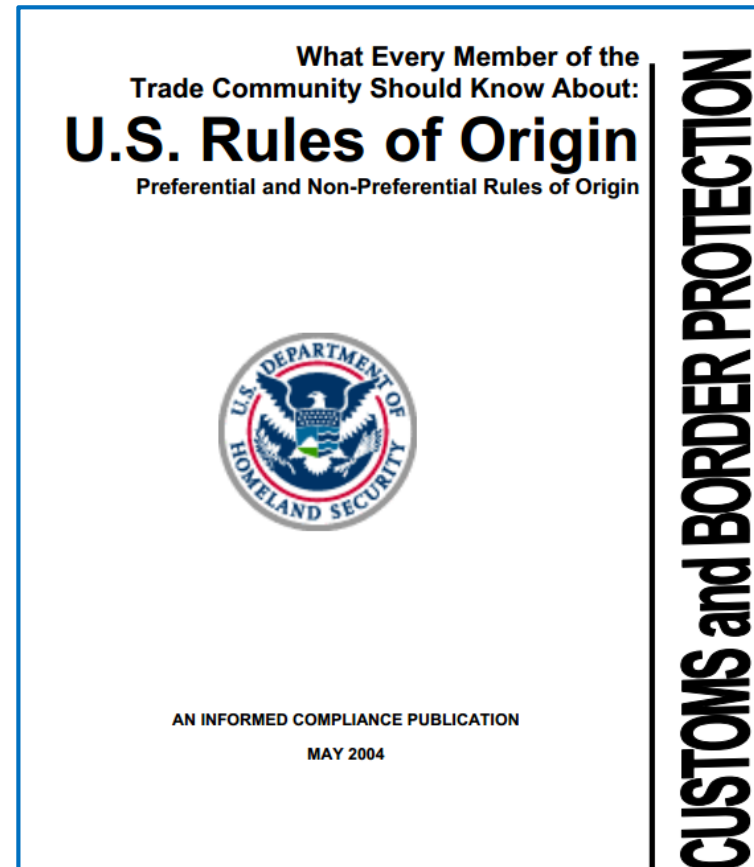 What Every Member of the
Trade Community Should Know About:
U.S. Rules of Origin
Preferential and Non-Preferential Rules of Origin
U.S. DEPARTMENT OF
HOMELAND SECURITY
AN INFORMED COMPLIANCE PUBLICATION
MAY 2004
CUSTOMS and BORDER PROTECTION